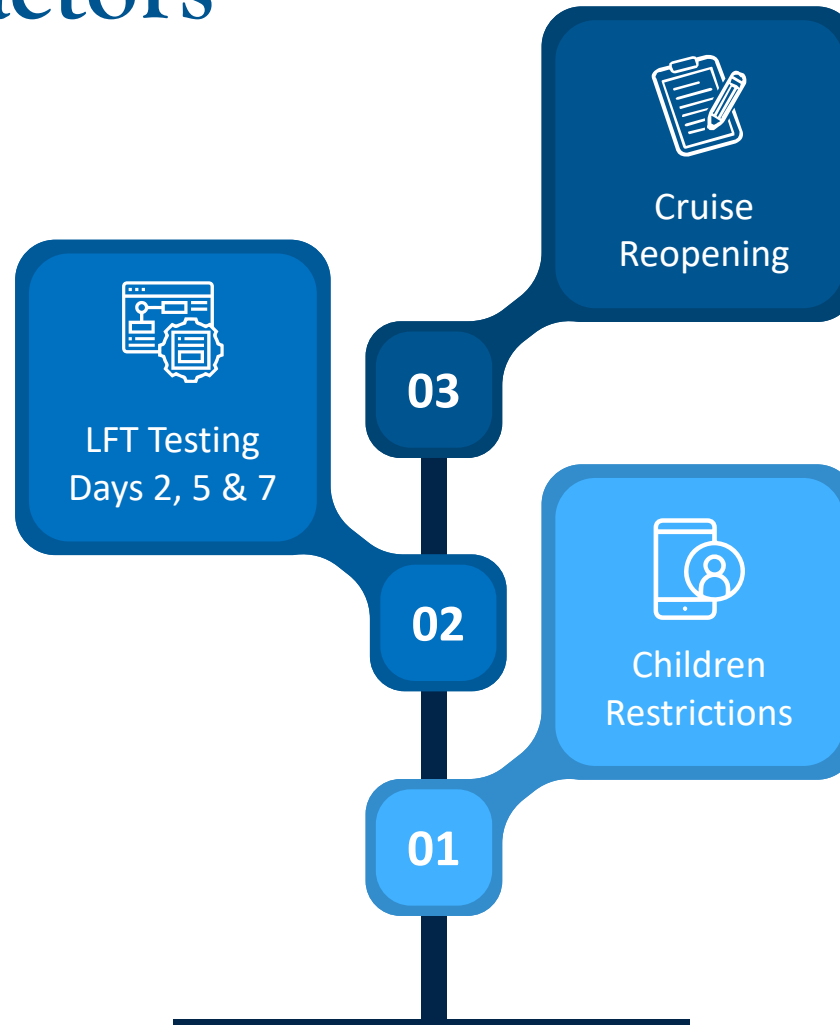 Cruise
Reopening
03
LFT Testing
Days 2, 5 & 7
02
Children
Restrictions
01